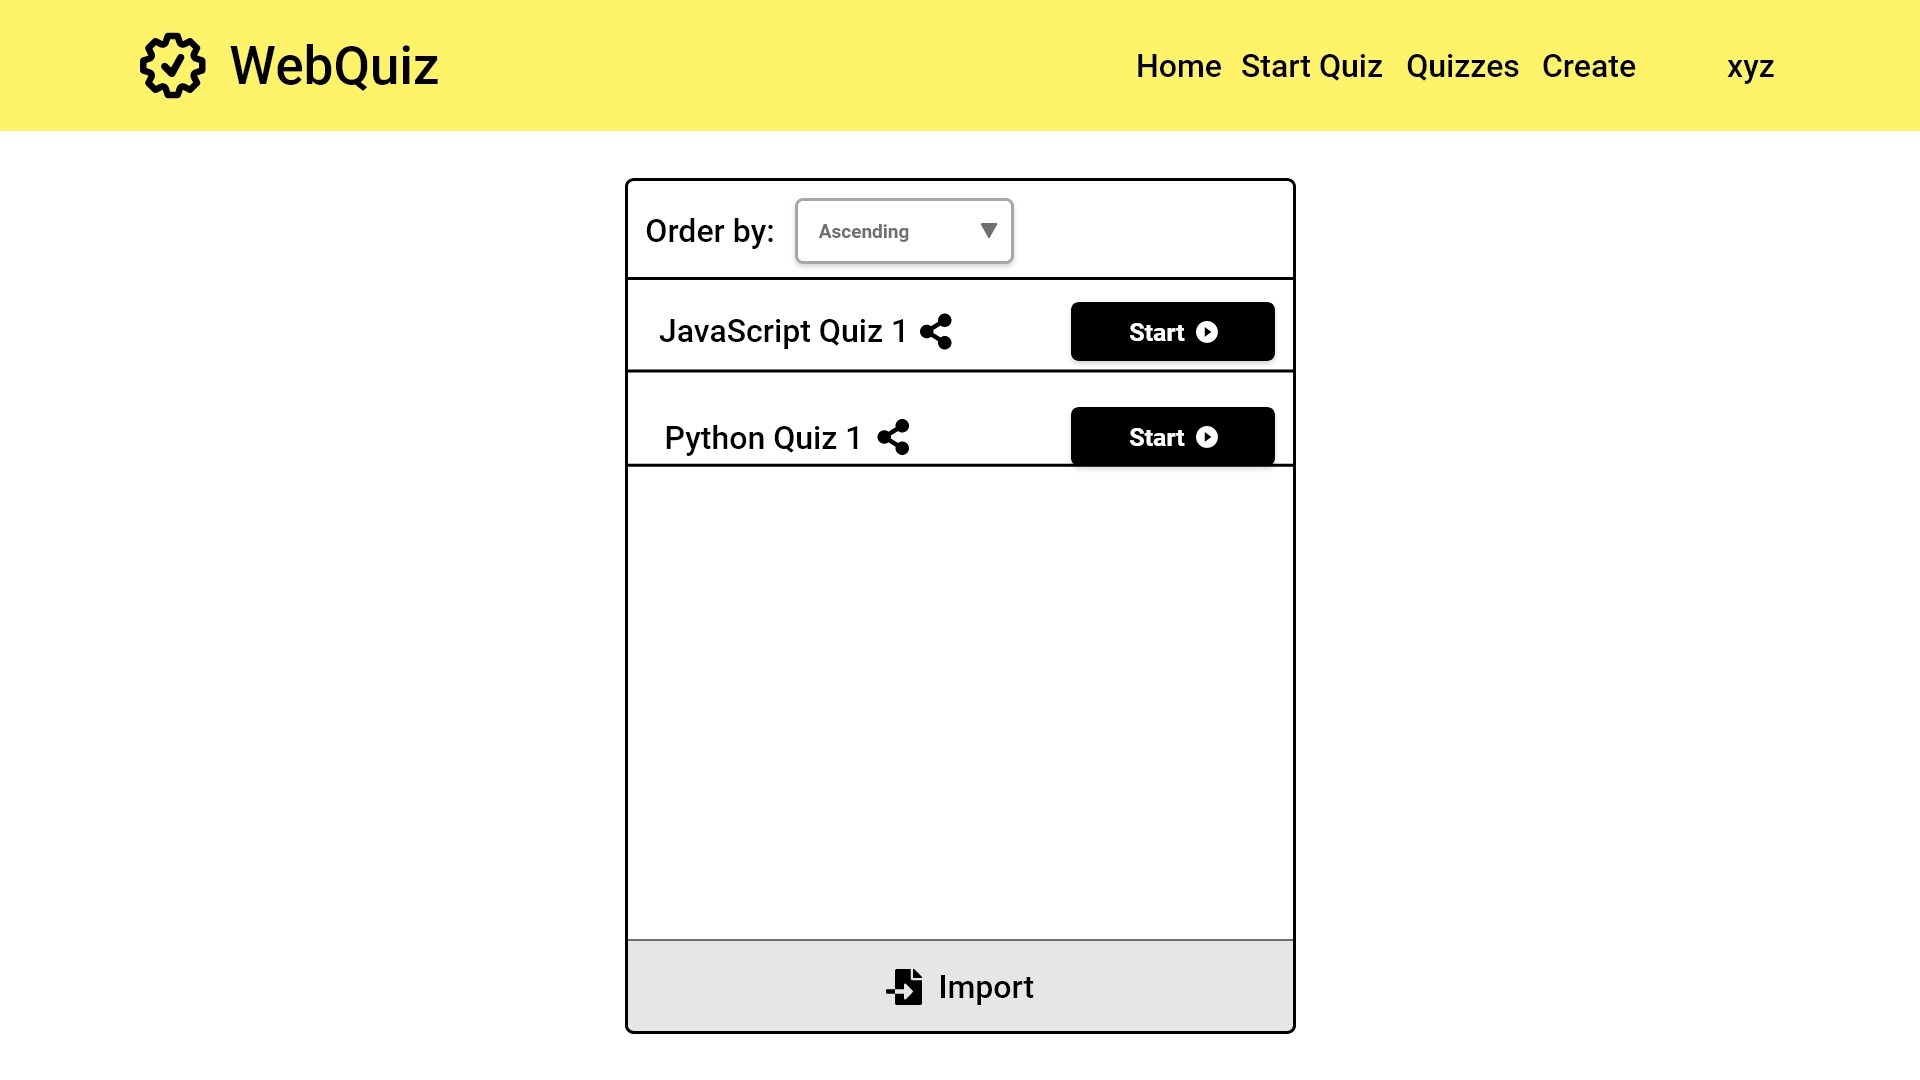 WebQuiz
Home Start Quiz Quizzes Create xyz
Order by: Ascending
JavaScript Quiz 1 Start
Python Quiz 1 Start
Import